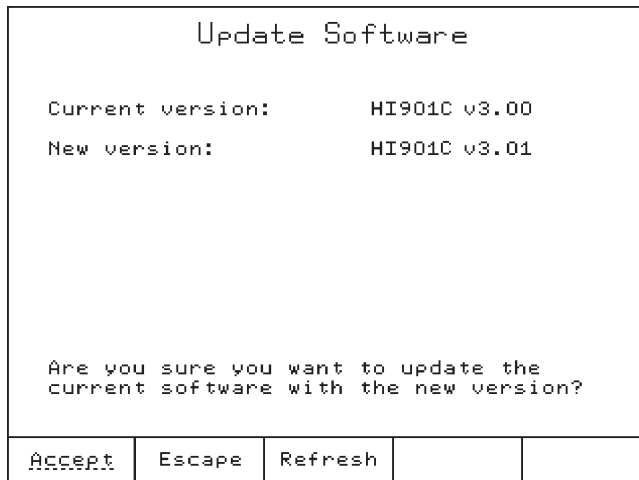 Update Software
Current version: HI901C v3.00
New version: HI901C v3.01
Are you sure you want to update the
current software with the new version?
Accept Escape Refresh